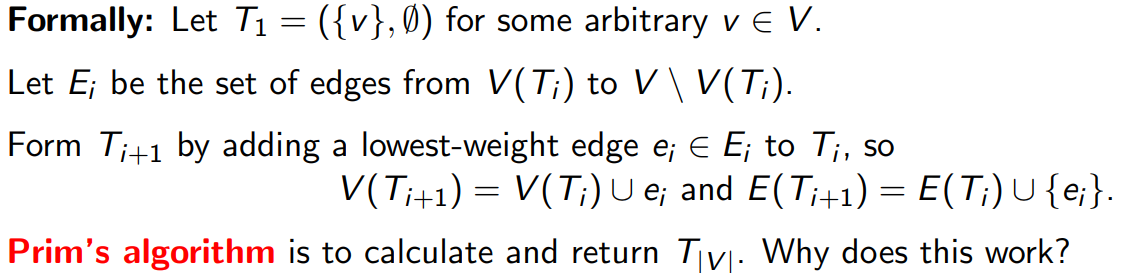 Formally: Let T₁ = ({v}, ∅) for some arbitrary v ∈ V.
Let Eᵢ be the set of edges from V(Tᵢ) to V \ V(Tᵢ).
Form Tᵢ₊₁ by adding a lowest-weight edge eᵢ ∈ Eᵢ to Tᵢ, so
V(Tᵢ₊₁) = V(Tᵢ) ∪ eᵢ and E(Tᵢ₊₁) = E(Tᵢ) ∪ {eᵢ}.
Prim's algorithm is to calculate and return T_|V|. Why does this work?